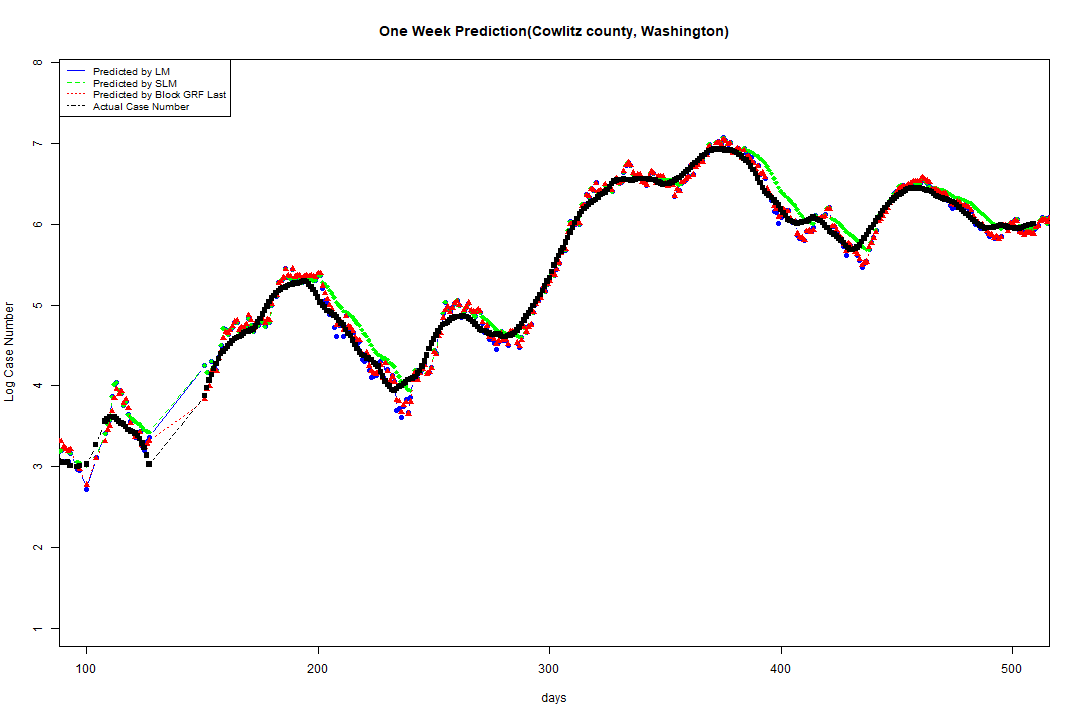 One Week Prediction(Cowlitz county, Washington)
Predicted by LM
Predicted by SLM
Predicted by Block GRF Last
Actual Case Number
8
7
6
5
4
3
2
1
Log Case Number
100 200 300 400 500
days